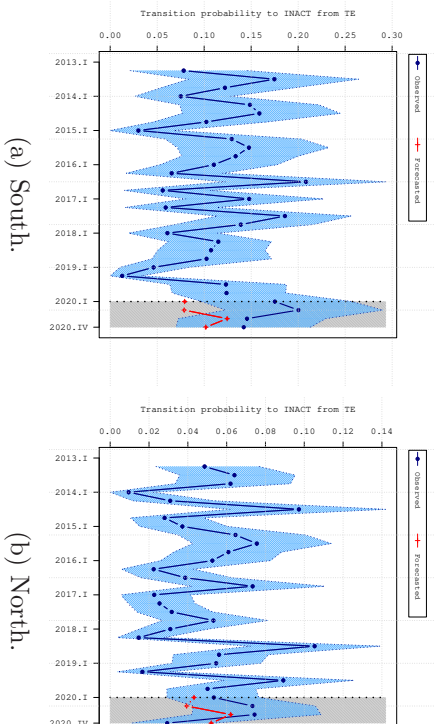 Transition probability to INACT from TE
0.00 0.05 0.10 0.15 0.20 0.25 0.30
2013.I
2014.I
2015.I
2016.I
2017.I
2018.I
2019.I
2020.I
2020.IV
Observed
Forecasted
(a) South.
Transition probability to INACT from TE
0.00 0.02 0.04 0.06 0.08 0.10 0.12 0.14
2013.I
2014.I
2015.I
2016.I
2017.I
2018.I
2019.I
2020.I
2020.IV
Observed
Forecasted
(b) North.